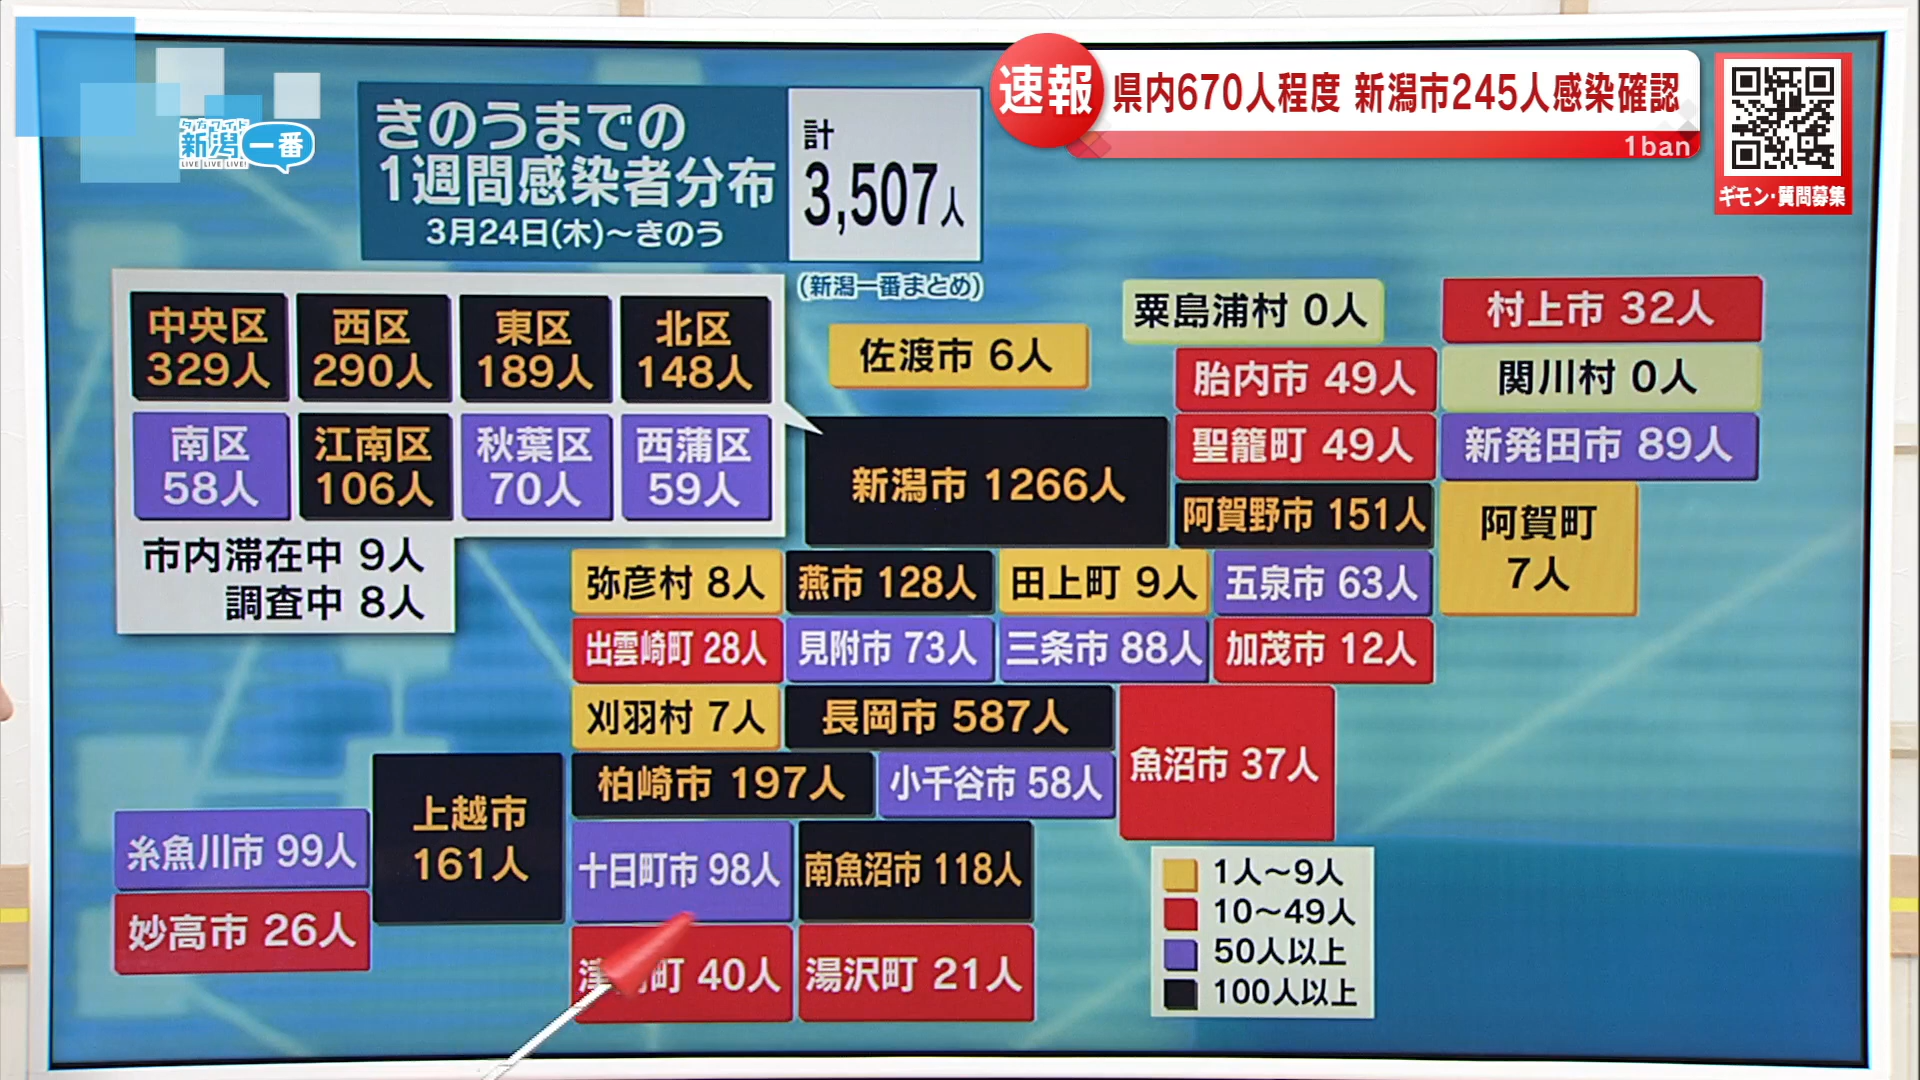 タ方ワイド
新潟一番
LIVE LIVE LIVE!
きのうまでの
1週間感染者分布
3月24日(木)～きのう
計
3,507人
(新潟一番まとめ)
速報
県内670人程度 新潟市245人感染確認
1ban
ギモン・質問募集
中央区
329人
西区
290人
東区
189人
北区
148人
南区
58人
江南区
106人
秋葉区
70人
西蒲区
59人
市内滞在中 9人
調査中 8人
佐渡市 6人
粟島浦村 0人
村上市 32人
胎内市 49人
関川村 0人
聖籠町 49人
新発田市 89人
新潟市 1266人
阿賀野市 151人
阿賀町
7人
弥彦村 8人
燕市 128人
田上町 9人
五泉市 63人
出雲崎町 28人
見附市 73人
三条市 88人
加茂市 12人
刈羽村 7人
長岡市 587人
魚沼市 37人
柏崎市 197人
小千谷市 58人
上越市
161人
糸魚川市 99人
十日町市 98人
南魚沼市 118人
妙高市 26人
町 40人
湯沢町 21人
1人～9人
10～49人
50人以上
100人以上